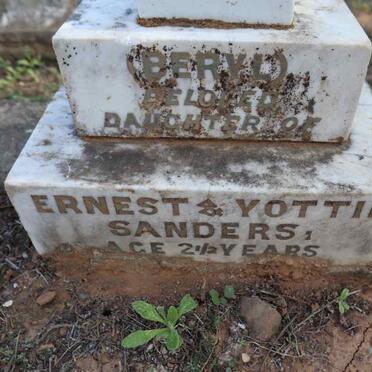 (BERYL)
BELOVED
DAUGHTER OF
ERNEST & YOTTIE
SANDERS,
AGE 2½ YEARS